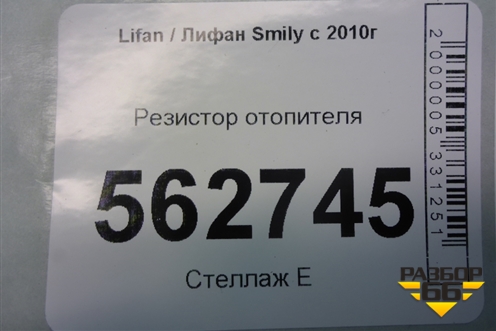 Lifan / Лифан Smily с 2010г
Резистор отопителя
562745
Стеллаж Е
2000005331251
РАЗБОР
66